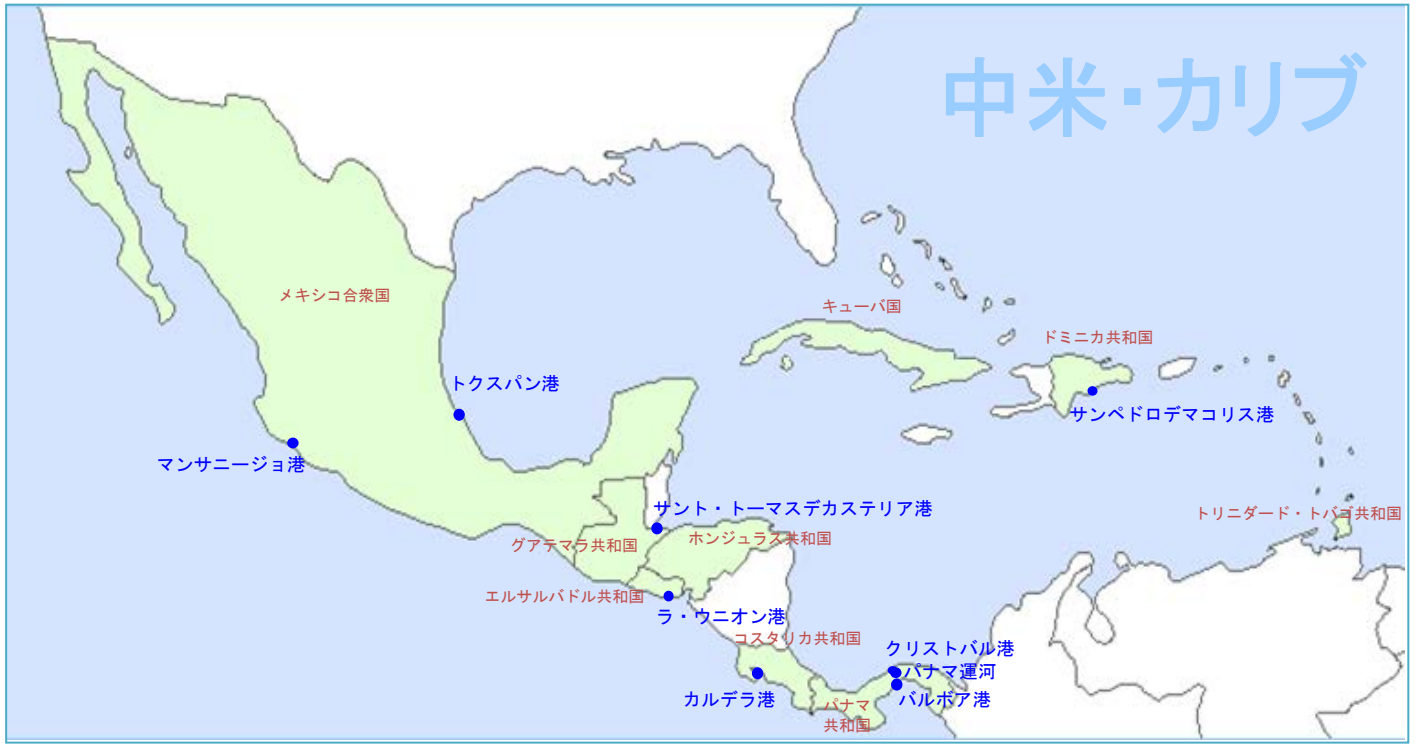 中米・カリブ
メキシコ合衆国
キューバ国
ドミニカ共和国
トクスパン港
サンペドロデマコリス港
マンサニージョ港
サント・トーマスデカステリア港
トリニダード・トバゴ共和国
グアテマラ共和国
ホンジュラス共和国
エルサルバドル共和国
ラ・ウニオン港
コスタリカ共和国
クリストバル港
パナマ運河
カルデラ港
バルボア港
パナマ
共和国